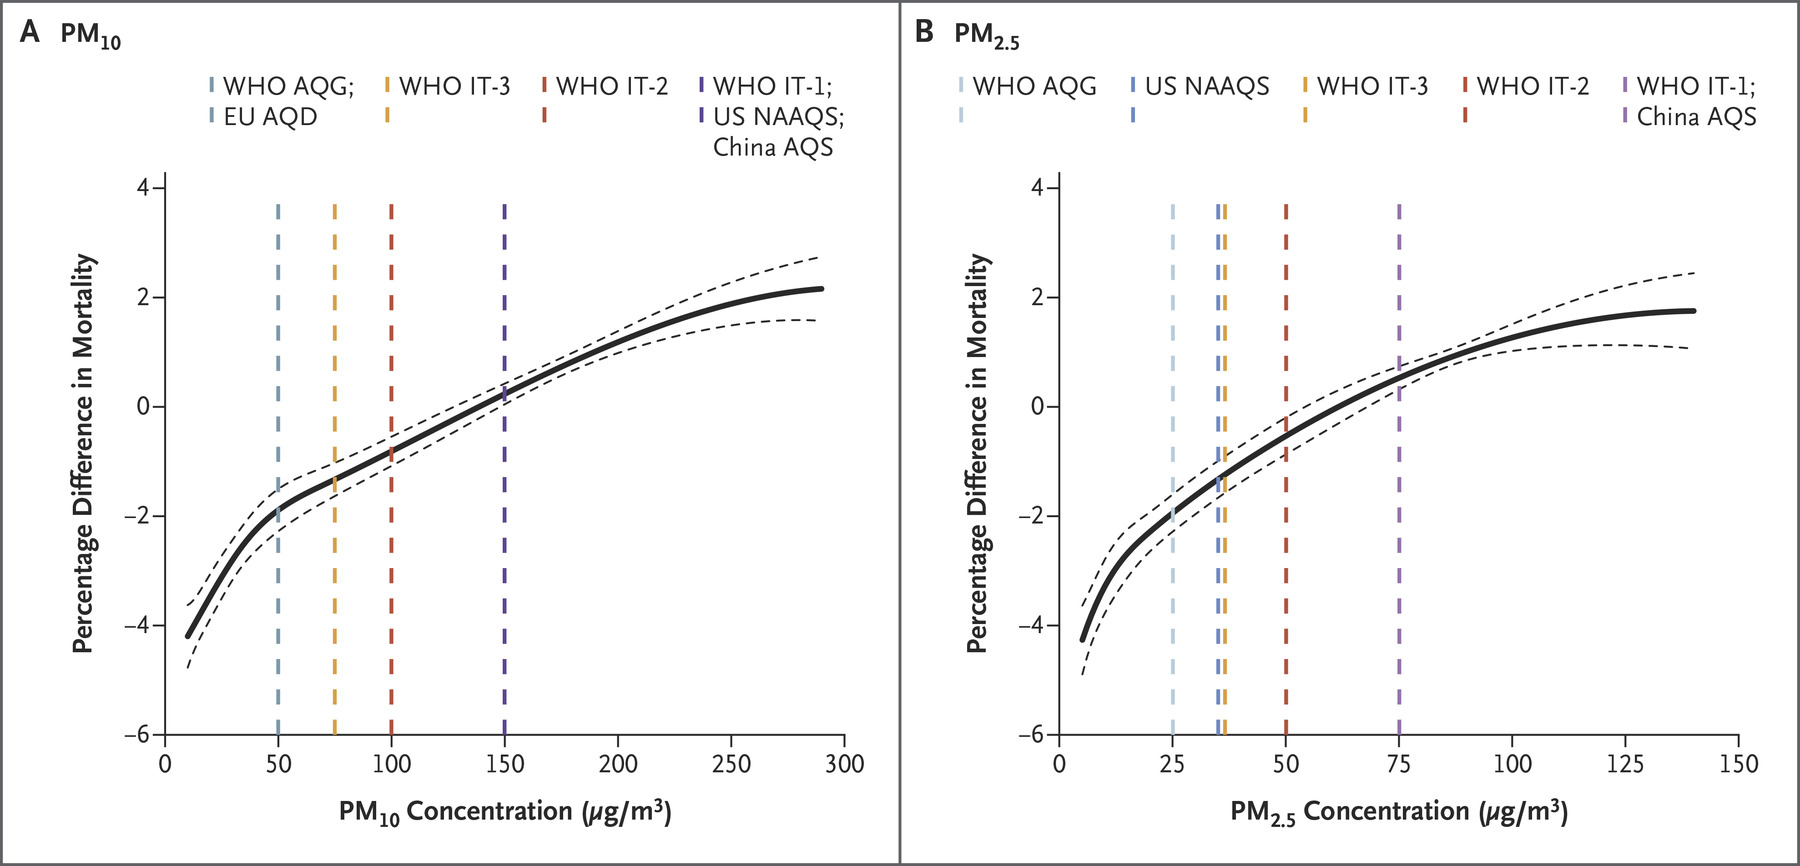 A PM10
WHO AQG;
EU AQD
WHO IT-3
WHO IT-2
WHO IT-1;
US NAAQS;
China AQS
Percentage Difference in Mortality
4
2
0
–2
–4
–6
0 50 100 150 200 250 300
PM10 Concentration (µg/m3)
B PM2.5
WHO AQG
US NAAQS
WHO IT-3
WHO IT-2
WHO IT-1;
China AQS
Percentage Difference in Mortality
4
2
0
–2
–4
–6
0 25 50 75 100 125 150
PM2.5 Concentration (µg/m3)